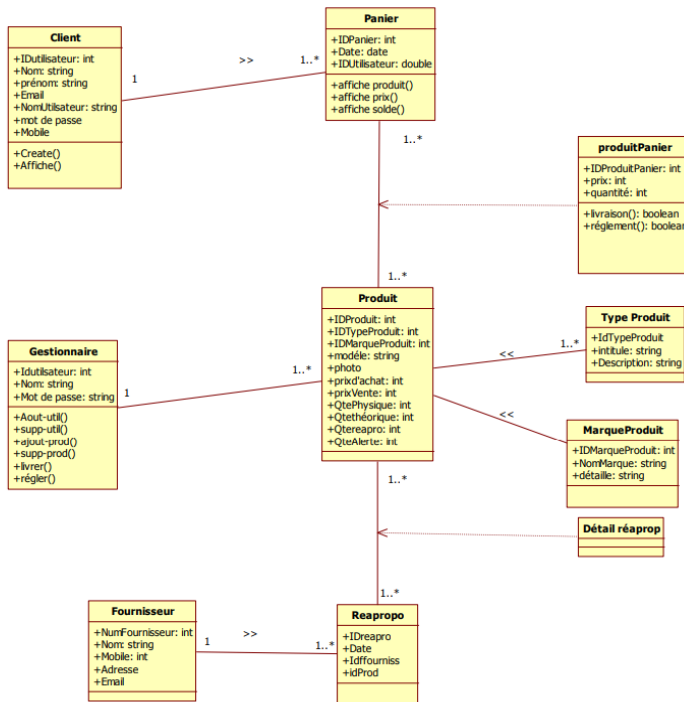 Client
+IDutilisateur: int
+Nom: string
+prénom: string
+Email
+NomUtilisateur: string
+mot de passe
+Mobile
+Create()
+Affiche()
1
>>
1..*
Panier
+IDPanier: int
+Date: date
+IDUtilisateur: double
+affiche produit()
+affiche prix()
+affiche solde()
1..*
produitPanier
+IDProduitPanier: int
+prix: int
+quantité: int
+livraison(): boolean
+réglement(): boolean
1..*
Produit
+IDProduit: int
+IDTypeProduit: int
+IDMarqueProduit: int
+modéle: string
+photo
+prixd'achat: int
+prixVente: int
+QtePhysique: int
+Qtethéorique: int
+Qtereapro: int
+QteAlerte: int
Type Produit
+IdTypeProduit
+intitule: string
+Description: string
1..*
<<
Gestionnaire
+Idutilisateur: int
+Nom: string
+Mot de passe: string
+Aout-util()
+supp-util()
+ajout-prod()
+supp-prod()
+livrer()
+régler()
1
1..*
<<
MarqueProduit
+IDMarqueProduit: int
+NomMarque: string
+détaille: string
1..*
Détail réaprop
1..*
Fournisseur
+NumFournisseur: int
+Nom: string
+Mobile: int
+Adresse
+Email
1
>>
1..*
Reapropo
+IDreapro
+Date
+Idffourniss
+idProd